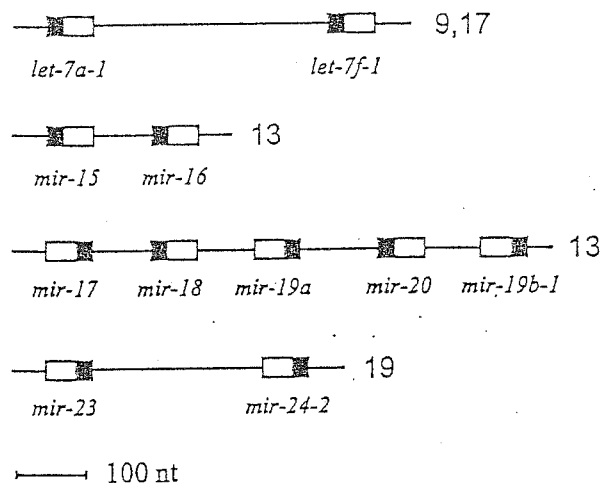 9,17
let-7a-1 let-7f-1
13
mir-15 mir-16
13
mir-17 mir-18 mir-19a mir-20 mir-19b-1
19
mir-23 mir-24-2
100 nt